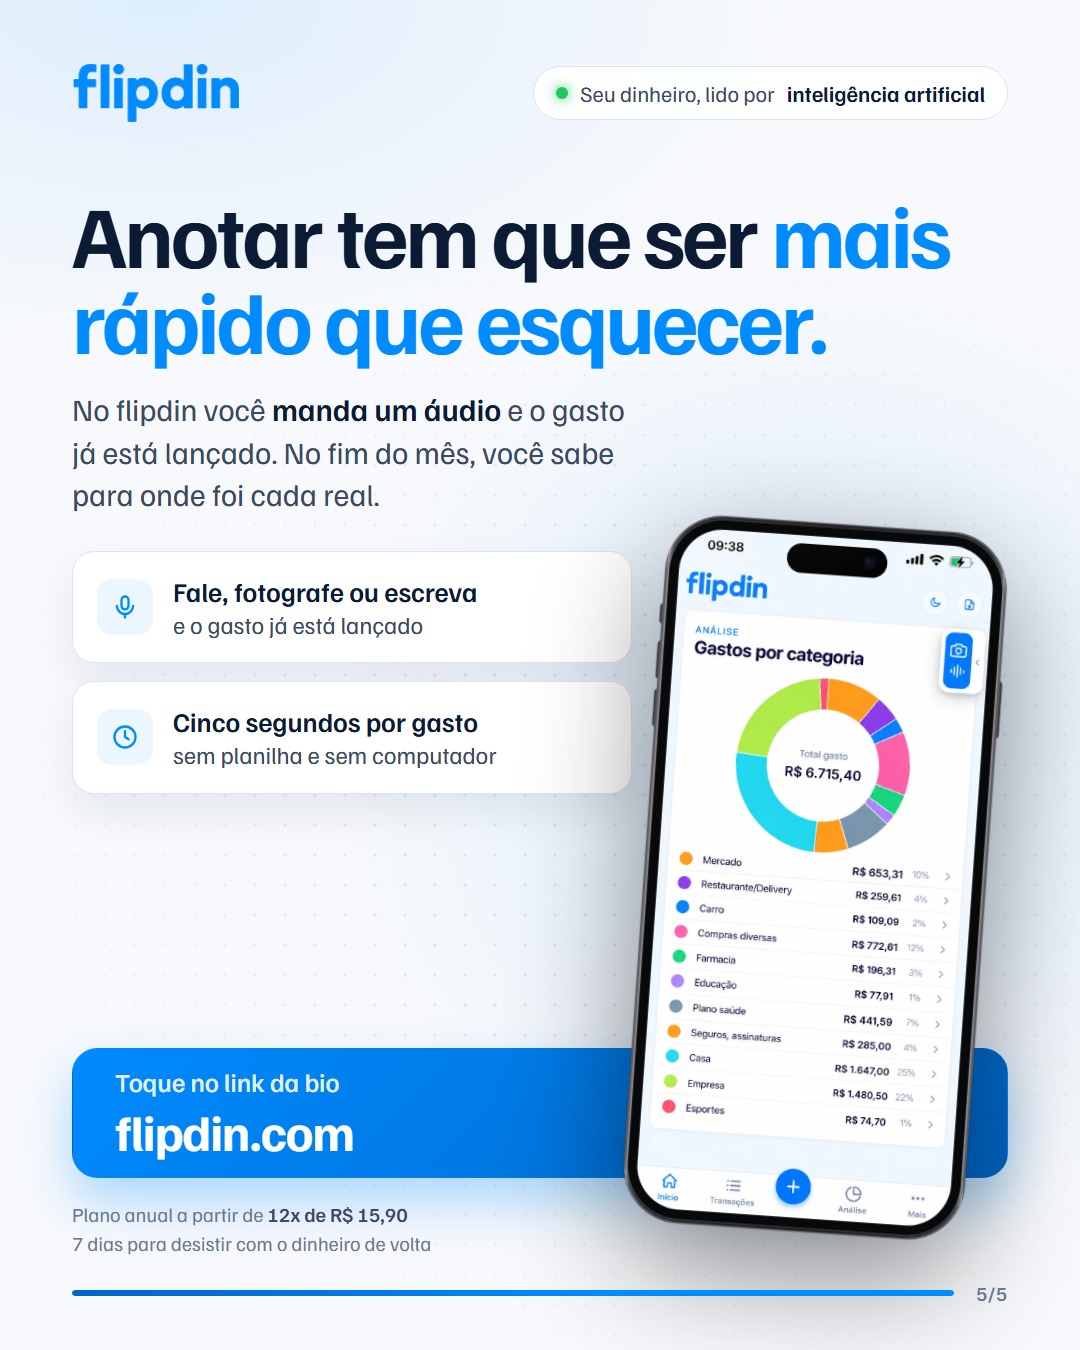 flipdin
Seu dinheiro, lido por inteligência artificial
Anotar tem que ser mais
rápido que esquecer.
No flipdin você manda um áudio e o gasto
já está lançado. No fim do mês, você sabe
para onde foi cada real.
Fale, fotografe ou escreva
e o gasto já está lançado
Cinco segundos por gasto
sem planilha e sem computador
09:38
flipdin
ANÁLISE
Gastos por categoria
Total gasto
R$ 6.715,40
Mercado R$ 653,31 10%
Restaurante/Delivery R$ 259,61 4%
Carro R$ 109,09 2%
Compras diversas R$ 772,61 12%
Farmacia R$ 196,31 3%
Educação R$ 77,91 1%
Plano saúde R$ 441,59 7%
Seguros, assinaturas R$ 285,00 4%
Casa R$ 1.647,00 25%
Empresa R$ 1.480,50 22%
Esportes R$ 74,70 1%
Início Transações Análise Mais
Toque no link da bio
flipdin.com
Plano anual a partir de 12x de R$ 15,90
7 dias para desistir com o dinheiro de volta
5/5